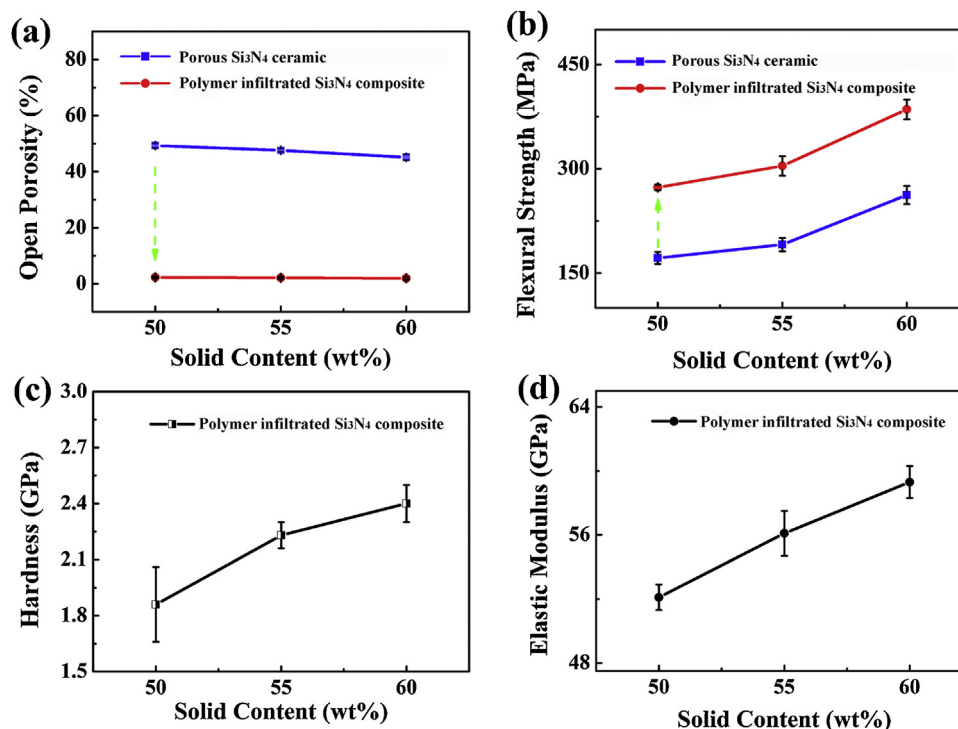 (a)
80
60
40
20
0
Open Porosity (%)
Porous Si3N4 ceramic
Polymer infiltrated Si3N4 composite
50 55 60
Solid Content (wt%)
(b)
450
300
150
Flexural Strength (MPa)
Porous Si3N4 ceramic
Polymer infiltrated Si3N4 composite
50 55 60
Solid Content (wt%)
(c)
3.0
2.7
2.4
2.1
1.8
1.5
Hardness (GPa)
Polymer infiltrated Si3N4 composite
50 55 60
Solid Content (wt%)
(d)
64
56
48
Elastic Modulus (GPa)
Polymer infiltrated Si3N4 composite
50 55 60
Solid Content (wt%)